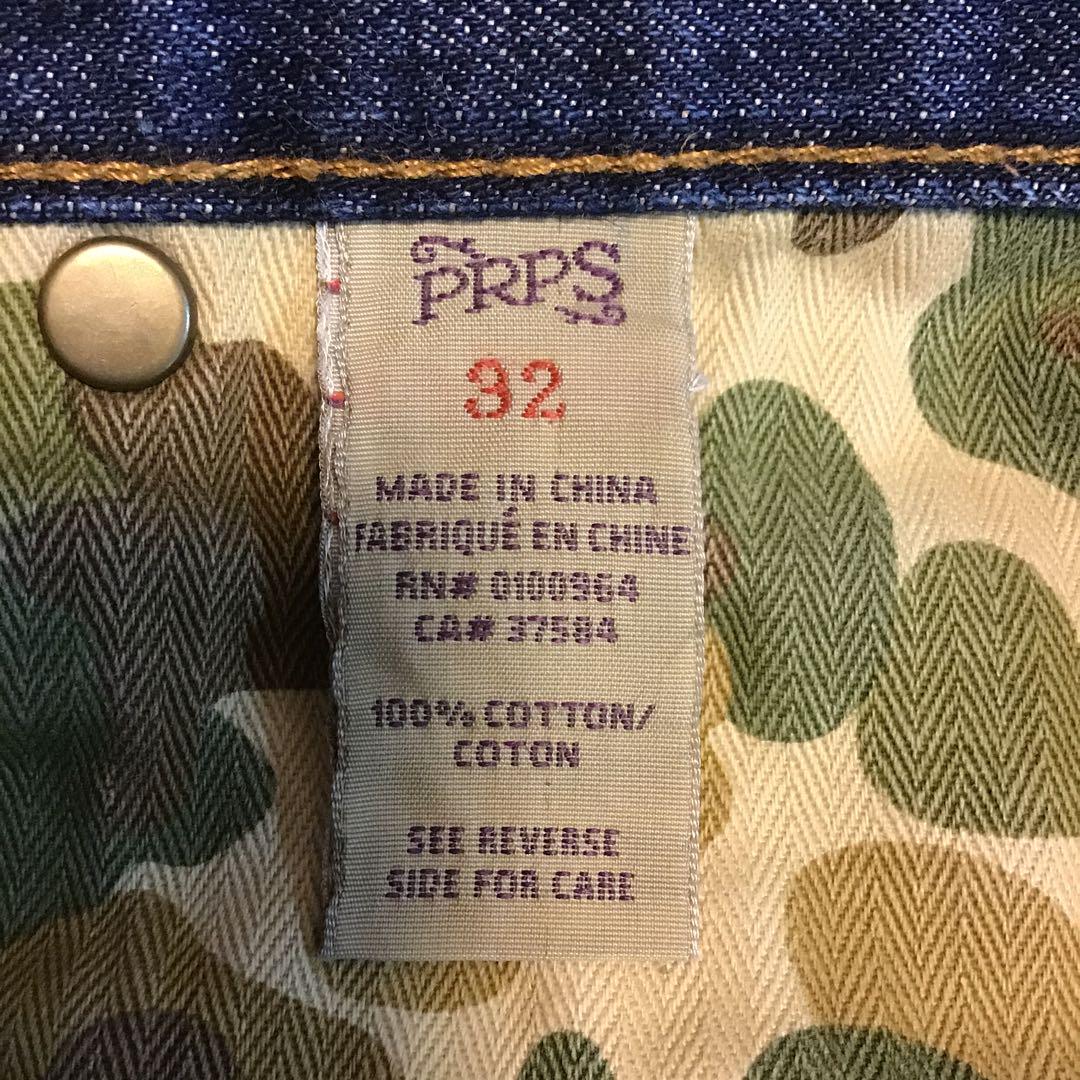 PRPS
32
MADE IN CHINA
FABRIQUÉ EN CHINE
RN# 0100964
CA# 37584
100% COTTON/
COTON
SEE REVERSE
SIDE FOR CARE